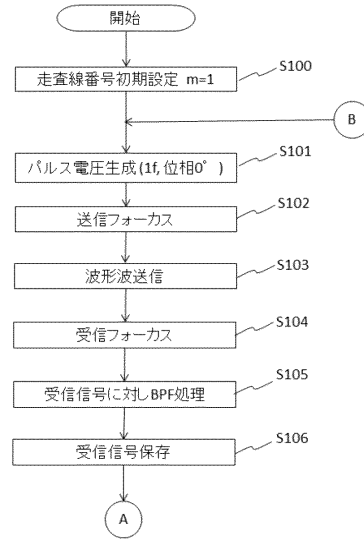 開始
走査線番号初期設定 m=1
S100
B
パルス電圧生成(1f, 位相0°)
S101
送信フォーカス
S102
波形波送信
S103
受信フォーカス
S104
受信信号に対しBPF処理
S105
受信信号保存
S106
A